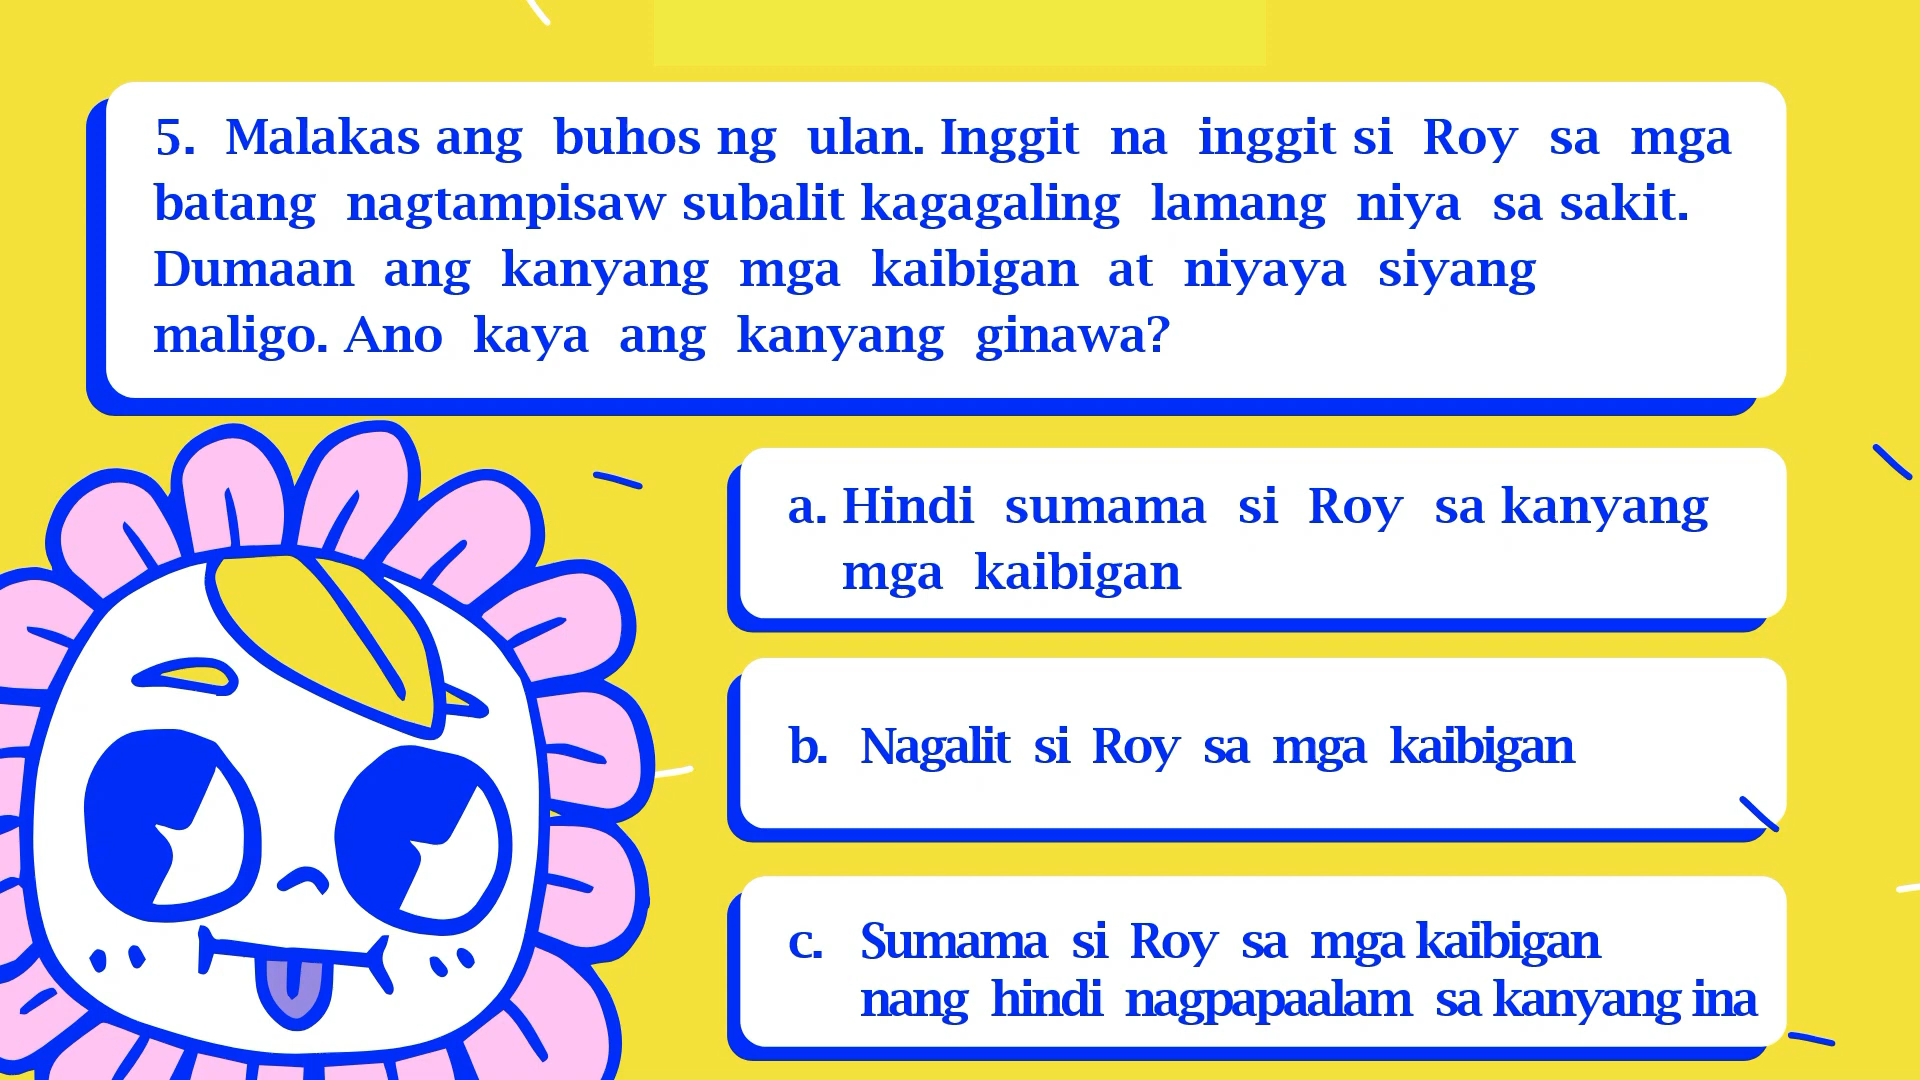 5. Malakas ang buhos ng ulan. Inggit na inggit si Roy sa mga
batang nagtampisaw subalit kagagaling lamang niya sa sakit.
Dumaan ang kanyang mga kaibigan at niyaya siyang
maligo. Ano kaya ang kanyang ginawa?
a. Hindi sumama si Roy sa kanyang
mga kaibigan
b. Nagalit si Roy sa mga kaibigan
c. Sumama si Roy sa mga kaibigan
nang hindi nagpapaalam sa kanyang ina